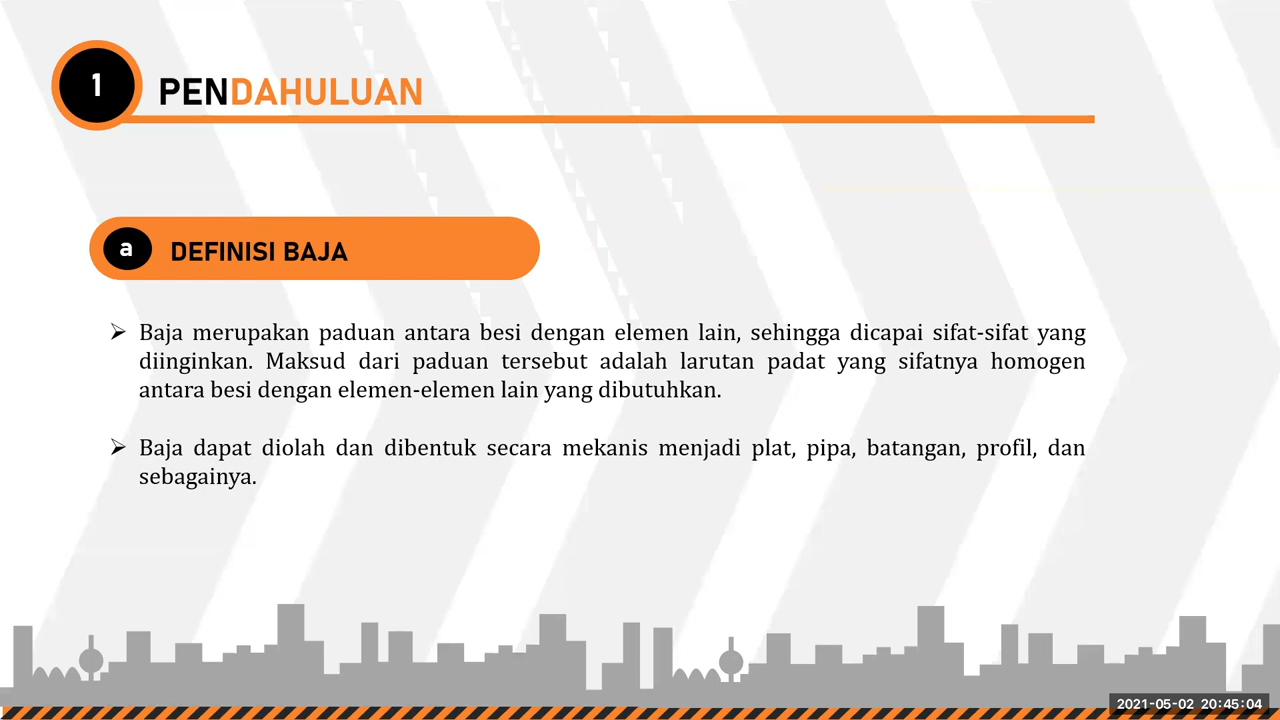 1
PENDAHULUAN
a
DEFINISI BAJA
➢ Baja merupakan paduan antara besi dengan elemen lain, sehingga dicapai sifat-sifat yang
diinginkan. Maksud dari paduan tersebut adalah larutan padat yang sifatnya homogen
antara besi dengan elemen-elemen lain yang dibutuhkan.
➢ Baja dapat diolah dan dibentuk secara mekanis menjadi plat, pipa, batangan, profil, dan
sebagainya.
2021-05-02 20:45:04